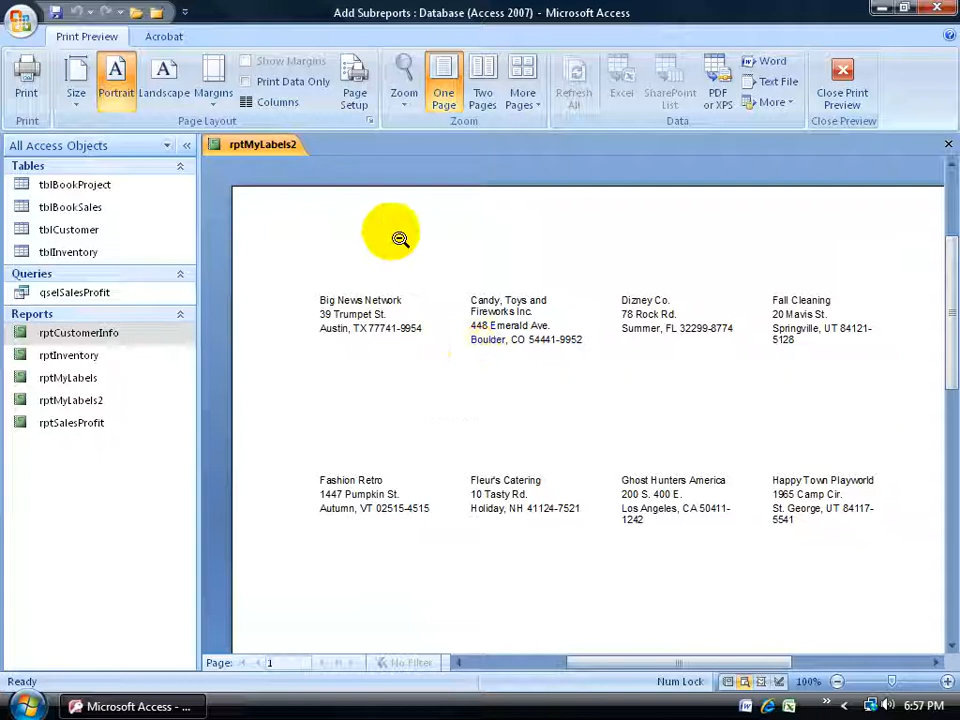 Add Subreports : Database (Access 2007) - Microsoft Access
Print Preview
Acrobat
Print
Size
Portrait
Landscape
Margins
Show Margins
Print Data Only
Columns
Page Setup
Zoom
One Page
Two Pages
More Pages
Refresh All
Excel
SharePoint List
PDF or XPS
Word
Text File
More
Close Print Preview
Print
Page Layout
Zoom
Data
Close Preview
All Access Objects
rptMyLabels2
Tables
tblBookProject
tblBookSales
tblCustomer
tblInventory
Queries
qselSalesProfit
Reports
rptCustomerInfo
rptInventory
rptMyLabels
rptMyLabels2
rptSalesProfit
Big News Network
39 Trumpet St.
Austin, TX 77741-9954
Candy, Toys and
Fireworks Inc.
448 Emerald Ave.
Boulder, CO 54441-9952
Dizney Co.
78 Rock Rd.
Summer, FL 32299-8774
Fall Cleaning
20 Mavis St.
Springville, UT 84121-
5128
Fashion Retro
1447 Pumpkin St.
Autumn, VT 02515-4515
Fleur's Catering
10 Tasty Rd.
Holiday, NH 41124-7521
Ghost Hunters America
200 S. 400 E.
Los Angeles, CA 50411-
1242
Happy Town Playworld
1965 Camp Cir.
St. George, UT 84117-
5541
Page: 1
No Filter
Ready
Num Lock
100%
Microsoft Access - ...
6:57 PM